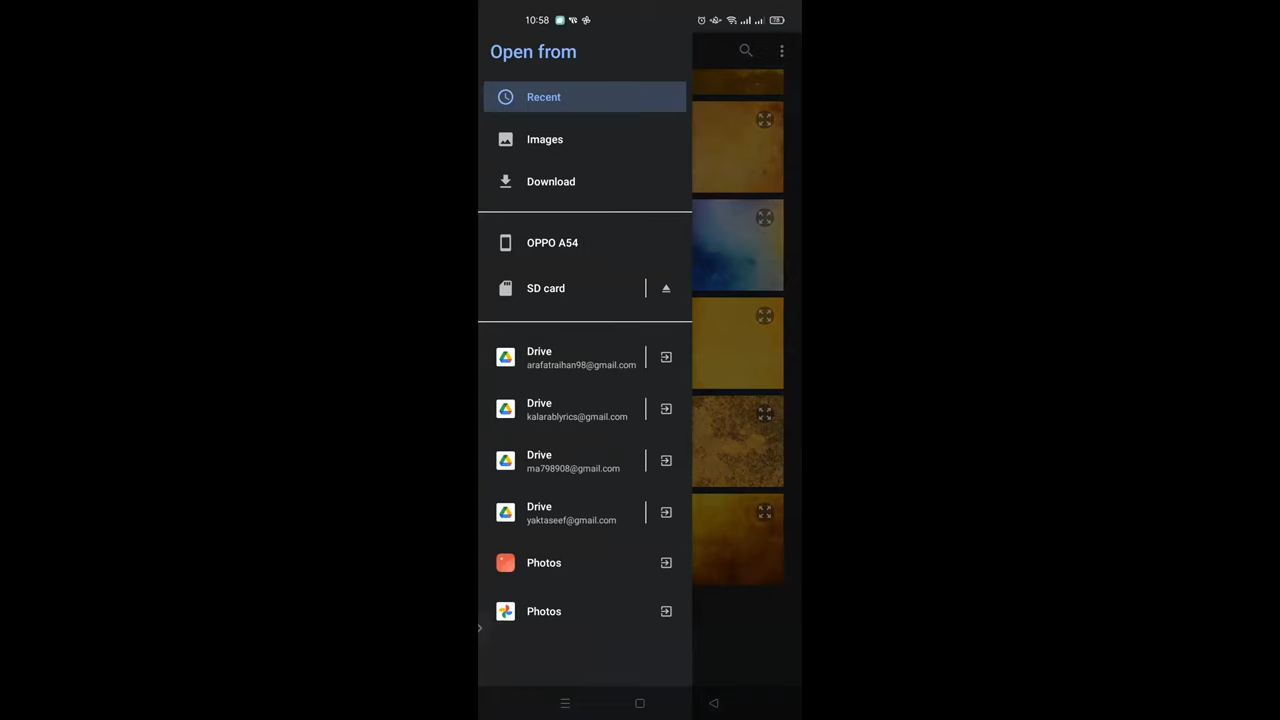 10:58
78
Open from
Recent
Images
Download
OPPO A54
SD card
Drive
arafatraihan98@gmail.com
Drive
kalarablyrics@gmail.com
Drive
ma798908@gmail.com
Drive
yaktaseef@gmail.com
Photos
Photos